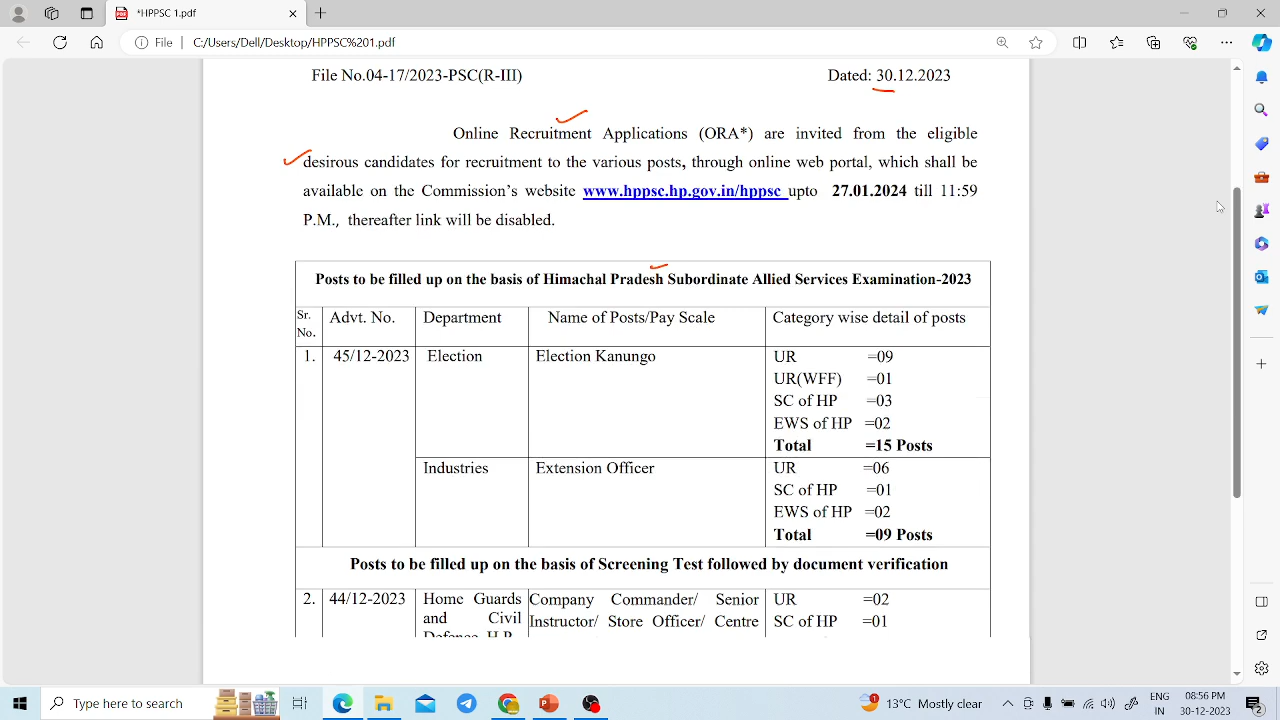 *HPPSC 1.pdf
File
C:/Users/Dell/Desktop/HPPSC%201.pdf
File No.04-17/2023-PSC(R-III) Dated: 30.12.2023
Online Recruitment Applications (ORA*) are invited from the eligible
desirous candidates for recruitment to the various posts, through online web portal, which shall be
available on the Commission's website www.hppsc.hp.gov.in/hppsc upto 27.01.2024 till 11:59
P.M., thereafter link will be disabled.
Posts to be filled up on the basis of Himachal Pradesh Subordinate Allied Services Examination-2023
Sr. No. Advt. No. Department Name of Posts/Pay Scale Category wise detail of posts
1. 45/12-2023 Election Election Kanungo UR =09
UR(WFF) =01
SC of HP =03
EWS of HP =02
Total =15 Posts
Industries Extension Officer UR =06
SC of HP =01
EWS of HP =02
Total =09 Posts
Posts to be filled up on the basis of Screening Test followed by document verification
2. 44/12-2023 Home Guards Company Commander/ Senior UR =02
and Civil Instructor/ Store Officer/ Centre SC of HP =01
Defence, H.P.
Type here to search
13°C Mostly clear
ENG
IN
08:56 PM
30-12-2023